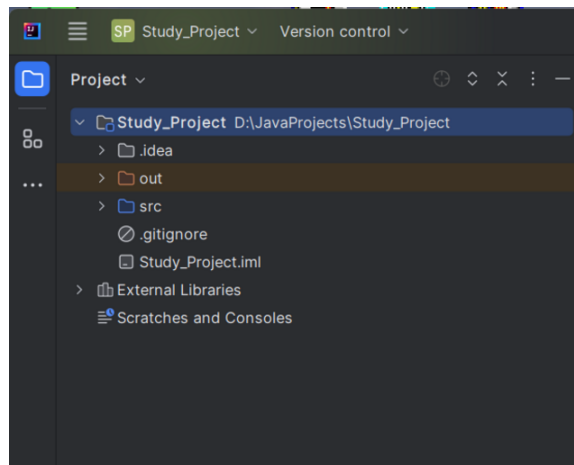 SP Study_Project Version control
Project
Study_Project D:\JavaProjects\Study_Project
.idea
out
src
.gitignore
Study_Project.iml
External Libraries
Scratches and Consoles